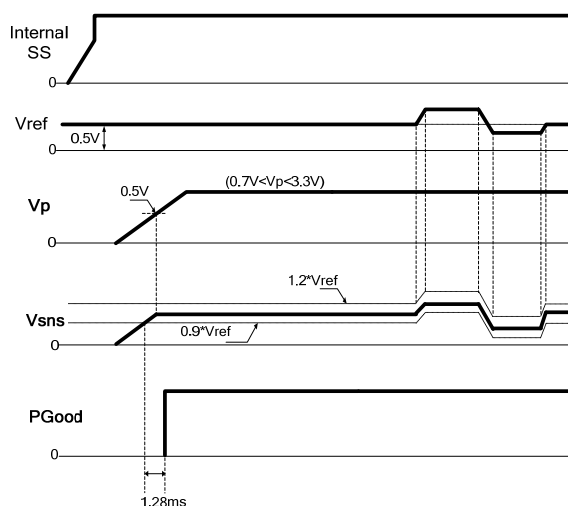 Internal
SS
0
Vref
0.5V
0
(0.7V<Vp<3.3V)
0.5V
Vp
0
1.2*Vref
Vsns
0.9*Vref
0
PGood
0
1.28ms